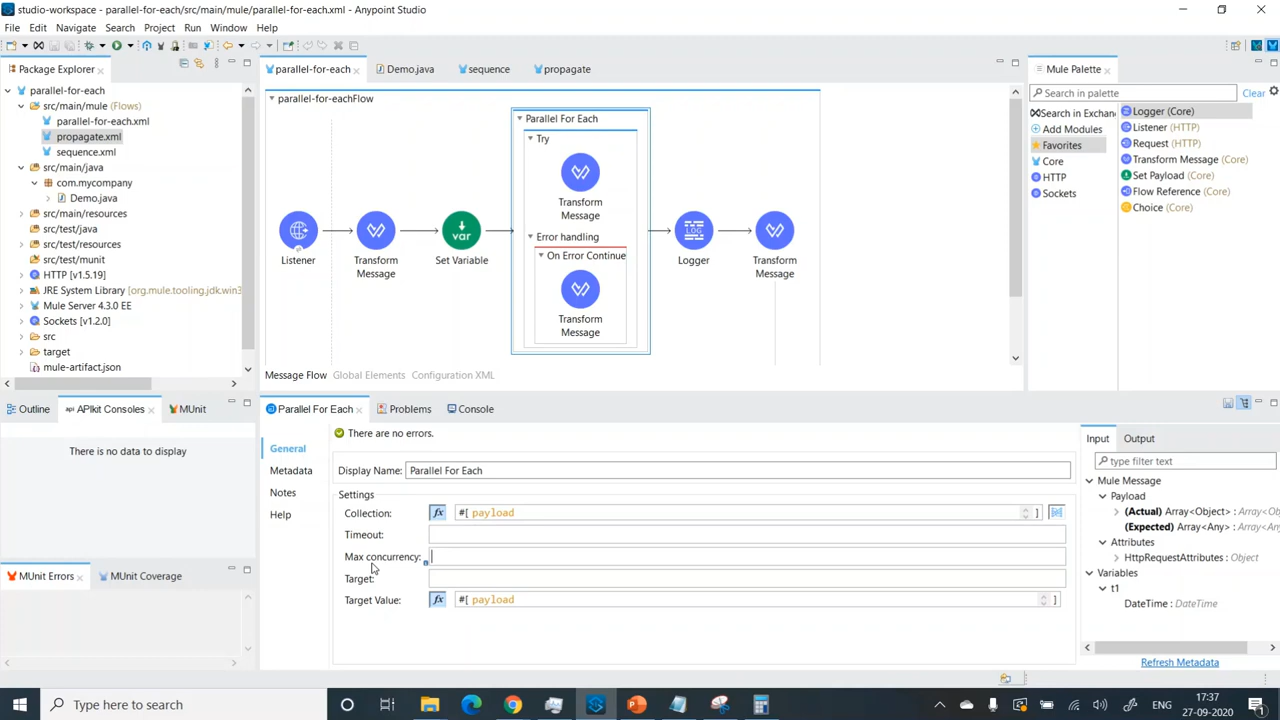 studio-workspace - parallel-for-each/src/main/mule/parallel-for-each.xml - Anypoint Studio
File Edit Navigate Search Project Run Window Help
Package Explorer
parallel-for-each
src/main/mule (Flows)
parallel-for-each.xml
propagate.xml
sequence.xml
src/main/java
com.mycompany
Demo.java
src/main/resources
src/test/java
src/test/resources
src/test/munit
HTTP [v1.5.19]
JRE System Library [org.mule.tooling.jdk.win3
Mule Server 4.3.0 EE
Sockets [v1.2.0]
src
target
mule-artifact.json
parallel-for-each Demo.java sequence propagate
parallel-for-eachFlow
Parallel For Each
Try
Transform
Message
Error handling
On Error Continue
Transform
Message
Listener
Transform
Message
Set Variable
var
LOG
Logger
Transform
Message
Message Flow Global Elements Configuration XML
Mule Palette
Search in palette
Clear
Search in Exchan
Add Modules
Favorites
Core
HTTP
Sockets
Logger (Core)
Listener (HTTP)
Request (HTTP)
Transform Message (Core)
Set Payload (Core)
Flow Reference (Core)
Choice (Core)
Outline APIkit Consoles MUnit
There is no data to display
MUnit Errors MUnit Coverage
Parallel For Each Problems Console
There are no errors.
General
Metadata
Notes
Help
Display Name: Parallel For Each
Settings
Collection: fx #[ payload ]
Timeout:
Max concurrency:
Target:
Target Value: fx #[ payload ]
Input Output
type filter text
Mule Message
Payload
(Actual) Array<Object> : Array<Ob
(Expected) Array<Any> : Array<An
Attributes
HttpRequestAttributes : Object
Variables
t1
DateTime : DateTime
Refresh Metadata
Type here to search
ENG
17:37
27-09-2020